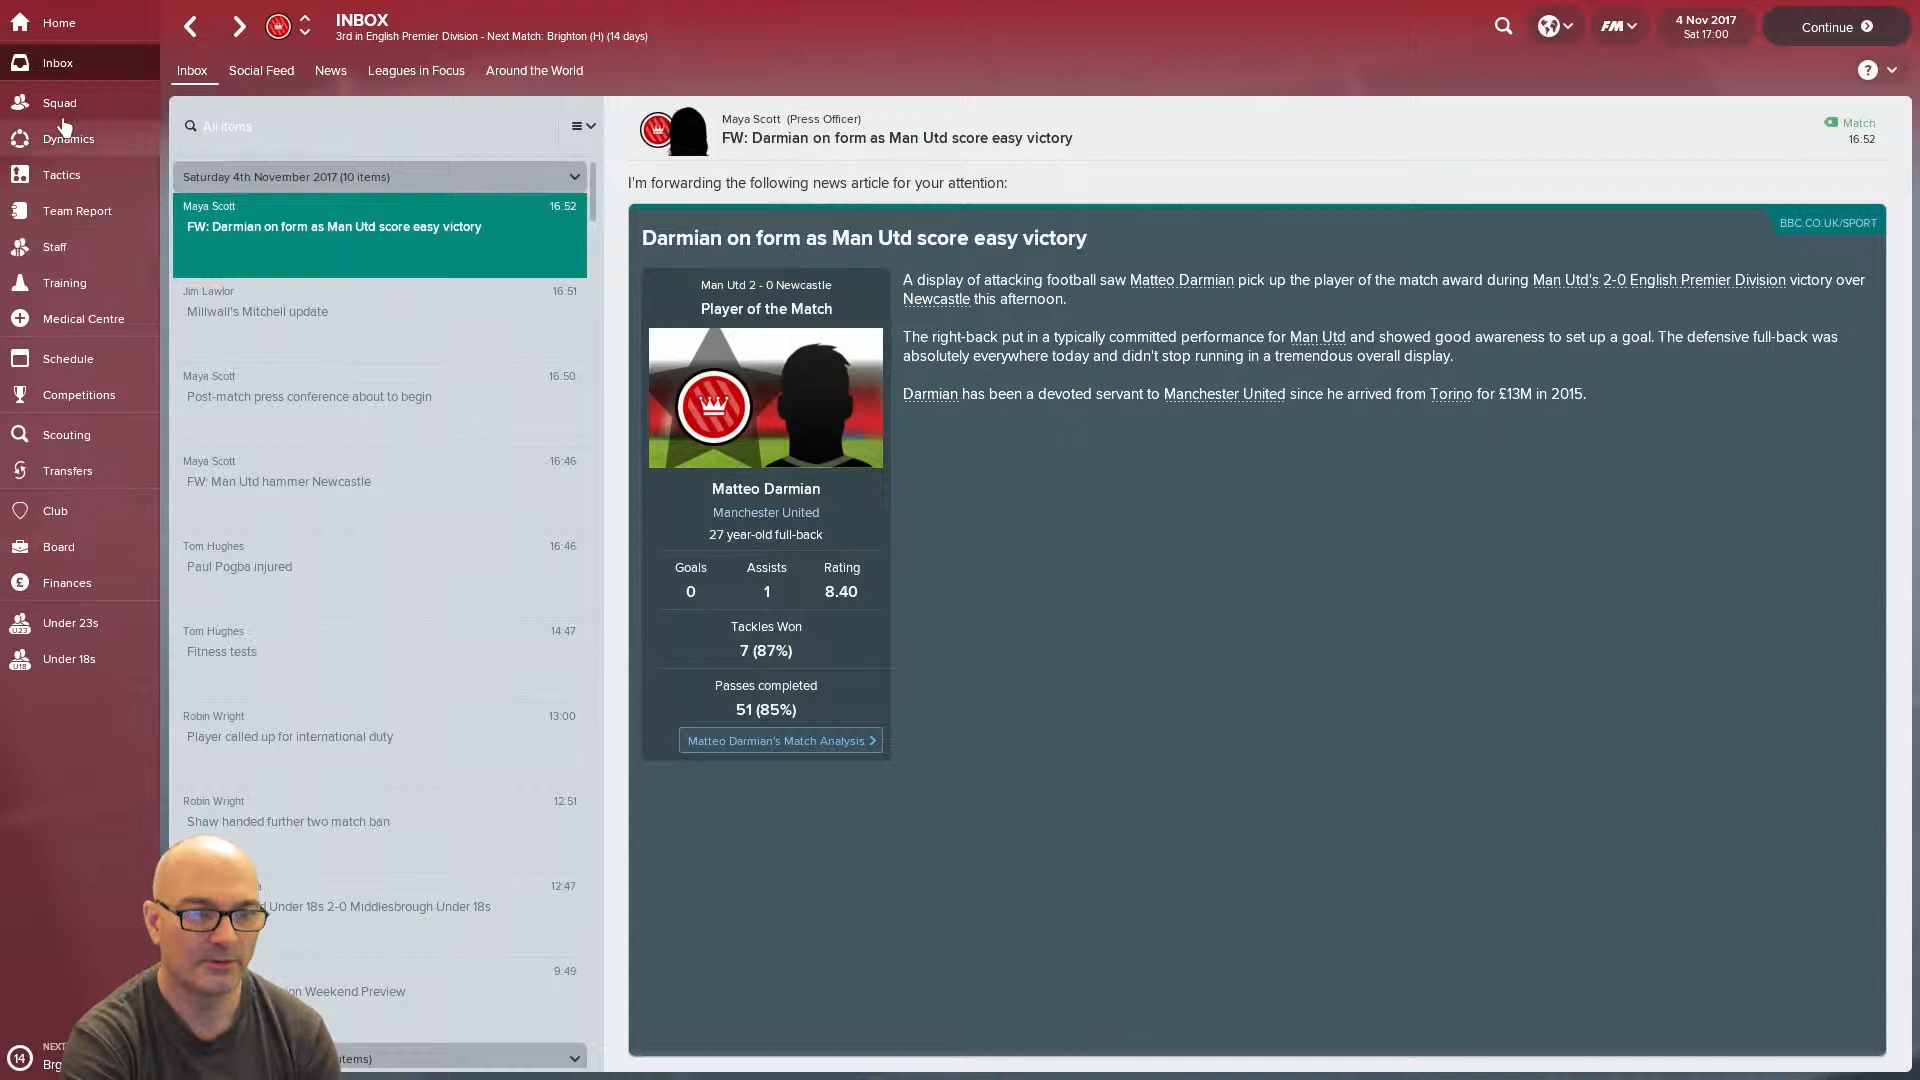 Home
Inbox
Squad
Dynamics
Tactics
Team Report
Staff
Training
Medical Centre
Schedule
Competitions
Scouting
Transfers
Club
Board
Finances
Under 23s
U23
Under 18s
U18
14
NEXT
INBOX
3rd in English Premier Division - Next Match: Brighton (H) (14 days)
FM
4 Nov 2017
Sat 17:00
Continue
Inbox
Social Feed
News
Leagues in Focus
Around the World
?
All Items
Saturday 4th November 2017 (10 items)
Maya Scott 16:52
FW: Darmian on form as Man Utd score easy victory
Jim Lawlor 16:51
Millwall's Mitchell update
Maya Scott 16:50
Post-match press conference about to begin
Maya Scott 16:46
FW: Man Utd hammer Newcastle
Tom Hughes 16:46
Paul Pogba injured
Tom Hughes 14:47
Fitness tests
Robin Wright 13:00
Player called up for international duty
Robin Wright 12:51
Shaw handed further two match ban
12:47
Under 18s 2-0 Middlesbrough Under 18s
9:49
Weekend Preview
items)
Maya Scott (Press Officer)
FW: Darmian on form as Man Utd score easy victory
Match
16:52
I'm forwarding the following news article for your attention:
BBC.CO.UK/SPORT
Darmian on form as Man Utd score easy victory
Man Utd 2 - 0 Newcastle
Player of the Match
Matteo Darmian
Manchester United
27 year-old full-back
Goals Assists Rating
0 1 8.40
Tackles Won
7 (87%)
Passes completed
51 (85%)
Matteo Darmian's Match Analysis
A display of attacking football saw Matteo Darmian pick up the player of the match award during Man Utd's 2-0 English Premier Division victory over
Newcastle this afternoon.
The right-back put in a typically committed performance for Man Utd and showed good awareness to set up a goal. The defensive full-back was
absolutely everywhere today and didn't stop running in a tremendous overall display.
Darmian has been a devoted servant to Manchester United since he arrived from Torino for £13M in 2015.